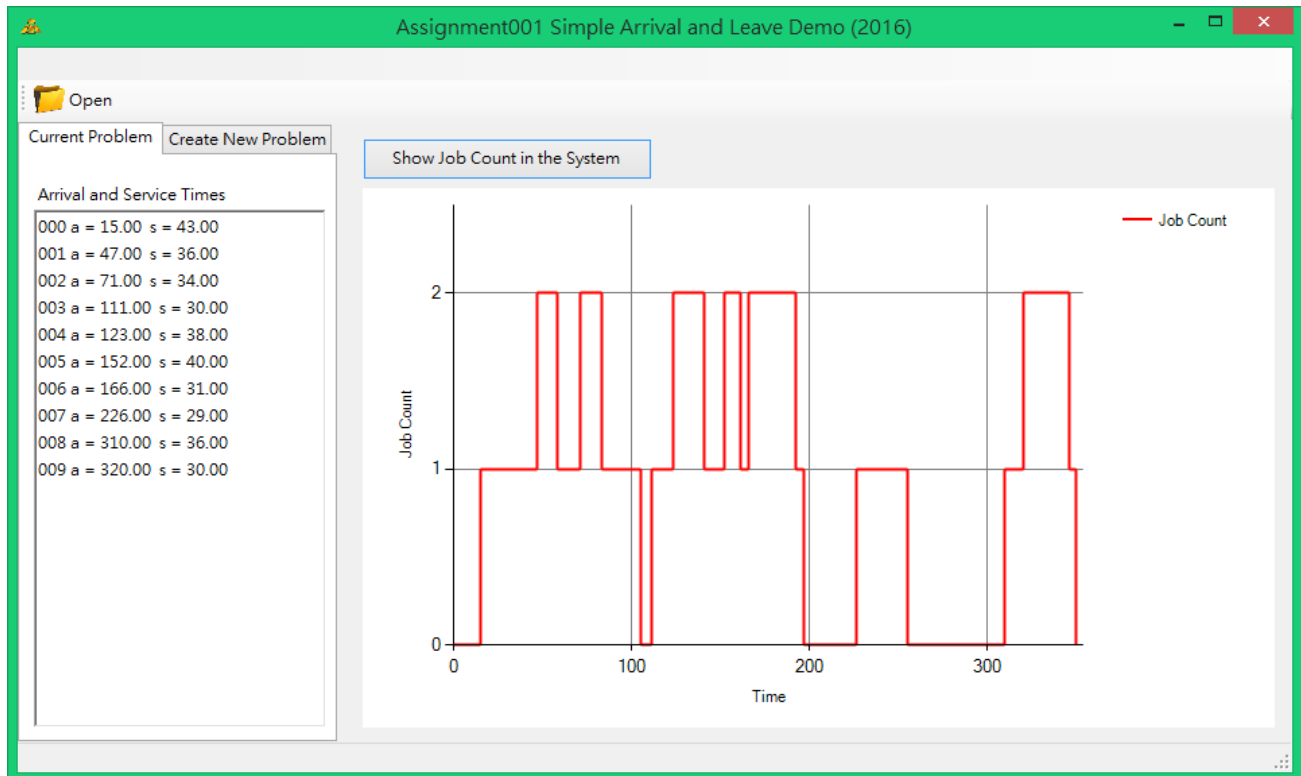 Assignment001 Simple Arrival and Leave Demo (2016)
Open
Current Problem
Create New Problem
Show Job Count in the System
Arrival and Service Times
000 a = 15.00 s = 43.00
001 a = 47.00 s = 36.00
002 a = 71.00 s = 34.00
003 a = 111.00 s = 30.00
004 a = 123.00 s = 38.00
005 a = 152.00 s = 40.00
006 a = 166.00 s = 31.00
007 a = 226.00 s = 29.00
008 a = 310.00 s = 36.00
009 a = 320.00 s = 30.00
Job Count
2
1
0
Job Count
0 100 200 300
Time